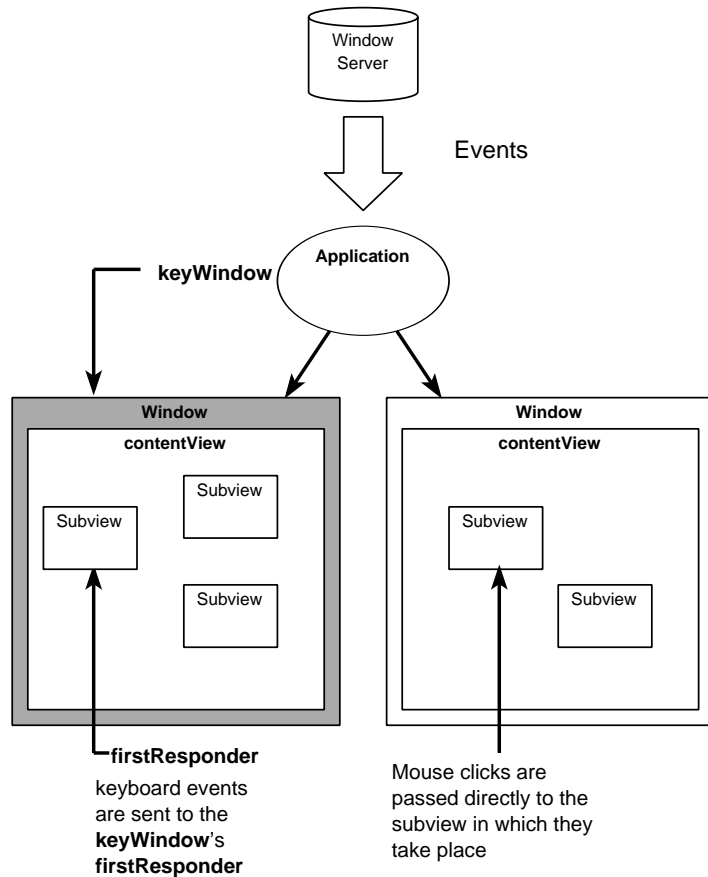 Window
Server
Events
Application
keyWindow
Window
contentView
Subview
Subview
Subview
Window
contentView
Subview
Subview
firstResponder
keyboard events
are sent to the
keyWindow's
firstResponder
Mouse clicks are
passed directly to the
subview in which they
take place